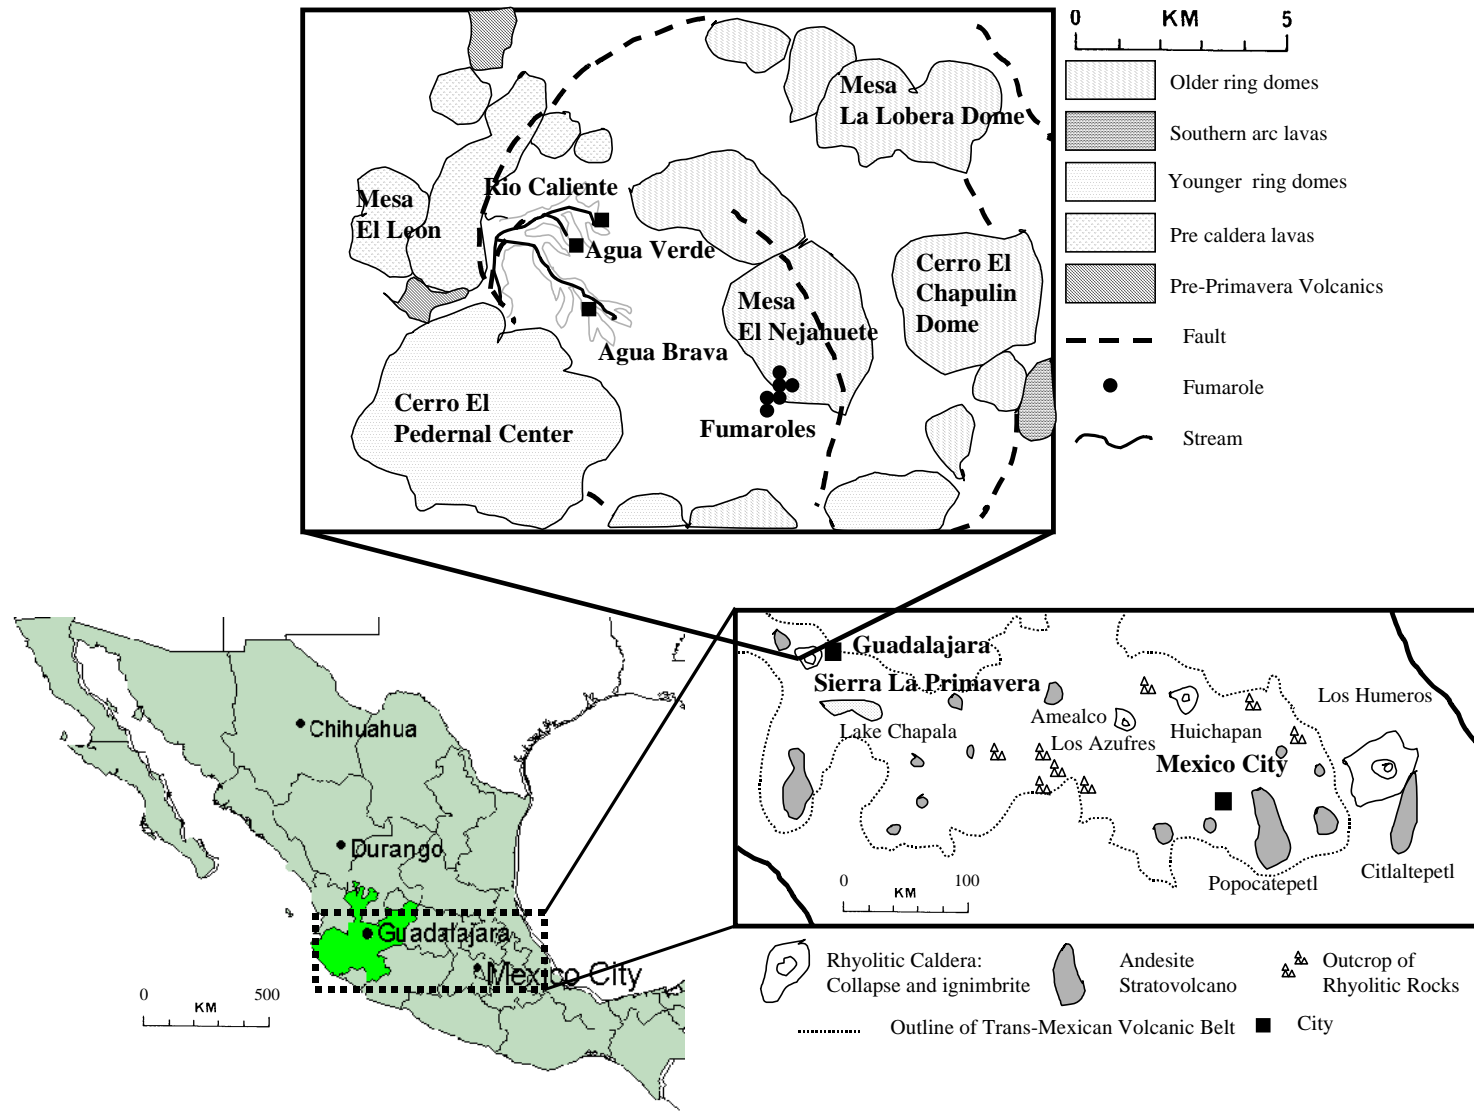 0 KM 5
Older ring domes
Southern arc lavas
Younger ring domes
Pre caldera lavas
Pre-Primavera Volcanics
Fault
Fumarole
Stream
Mesa
La Lobera Dome
Rio Caliente
Mesa
El Leon
Agua Verde
Cerro El
Chapulin
Dome
Mesa
El Nejahuete
Agua Brava
Cerro El
Pedernal Center
Fumaroles
Chihuahua
Durango
Guadalajara
Mexico City
0 500
KM
Guadalajara
Sierra La Primavera
Lake Chapala
Amealco
Los Azufres
Huichapan
Los Humeros
Mexico City
Popocatepetl
Citlaltepetl
0 100
KM
Rhyolitic Caldera:
Collapse and ignimbrite
Andesite
Stratovolcano
Outcrop of
Rhyolitic Rocks
Outline of Trans-Mexican Volcanic Belt
City